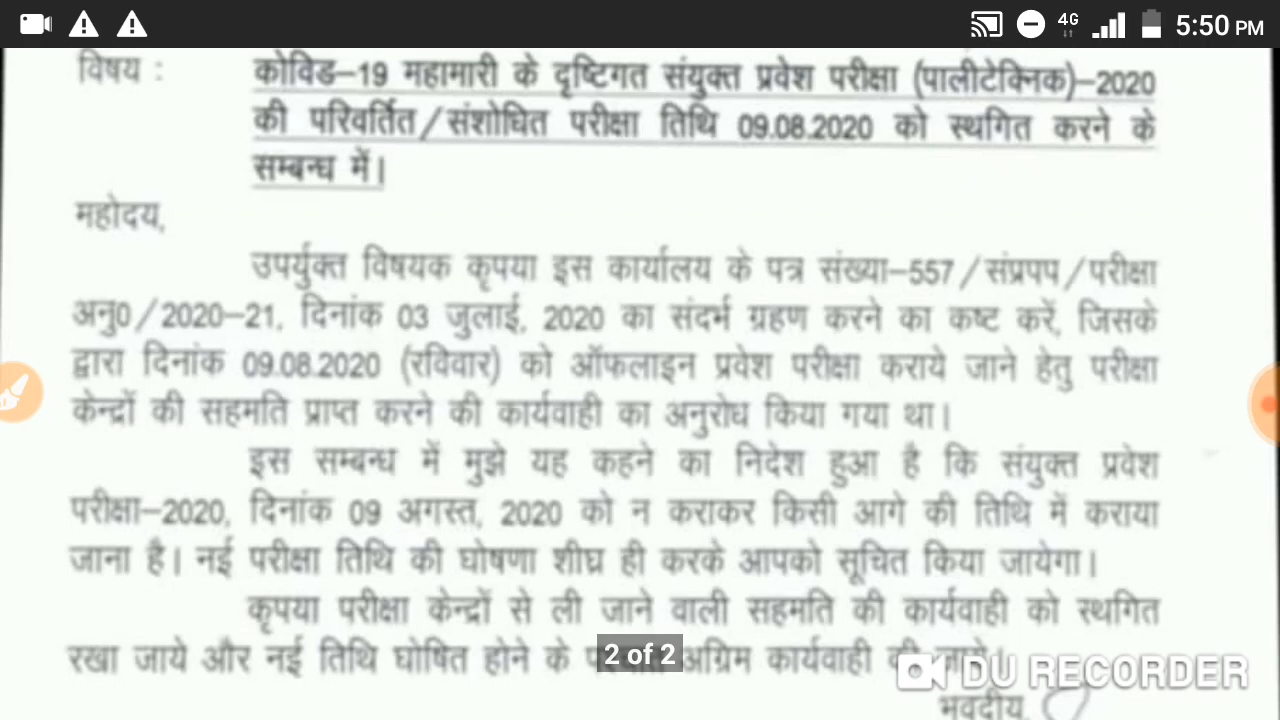 5:50 PM
4G
विषय : कोविड-19 महामारी के दृष्टिगत संयुक्त प्रवेश परीक्षा (पालीटेक्निक)-2020
की परिवर्तित/संशोधित परीक्षा तिथि 09.08.2020 को स्थगित करने के
सम्बन्ध में।
महोदय,
उपर्युक्त विषयक कृपया इस कार्यालय के पत्र संख्या-557/संप्रपप/परीक्षा
अनु0/2020-21, दिनांक 03 जुलाई, 2020 का संदर्भ ग्रहण करने का कष्ट करें, जिसके
द्वारा दिनांक 09.08.2020 (रविवार) को ऑफलाइन प्रवेश परीक्षा कराये जाने हेतु परीक्षा
केन्द्रों की सहमति प्राप्त करने की कार्यवाही का अनुरोध किया गया था।
इस सम्बन्ध में मुझे यह कहने का निदेश हुआ है कि संयुक्त प्रवेश
परीक्षा-2020, दिनांक 09 अगस्त, 2020 को न कराकर किसी आगे की तिथि में कराया
जाना है। नई परीक्षा तिथि की घोषणा शीघ्र ही करके आपको सूचित किया जायेगा।
कृपया परीक्षा केन्द्रों से ली जाने वाली सहमति की कार्यवाही को स्थगित
रखा जाये और नई तिथि घोषित होने के अग्रिम कार्यवाही
2 of 2
DU RECORDER
भवदीय,